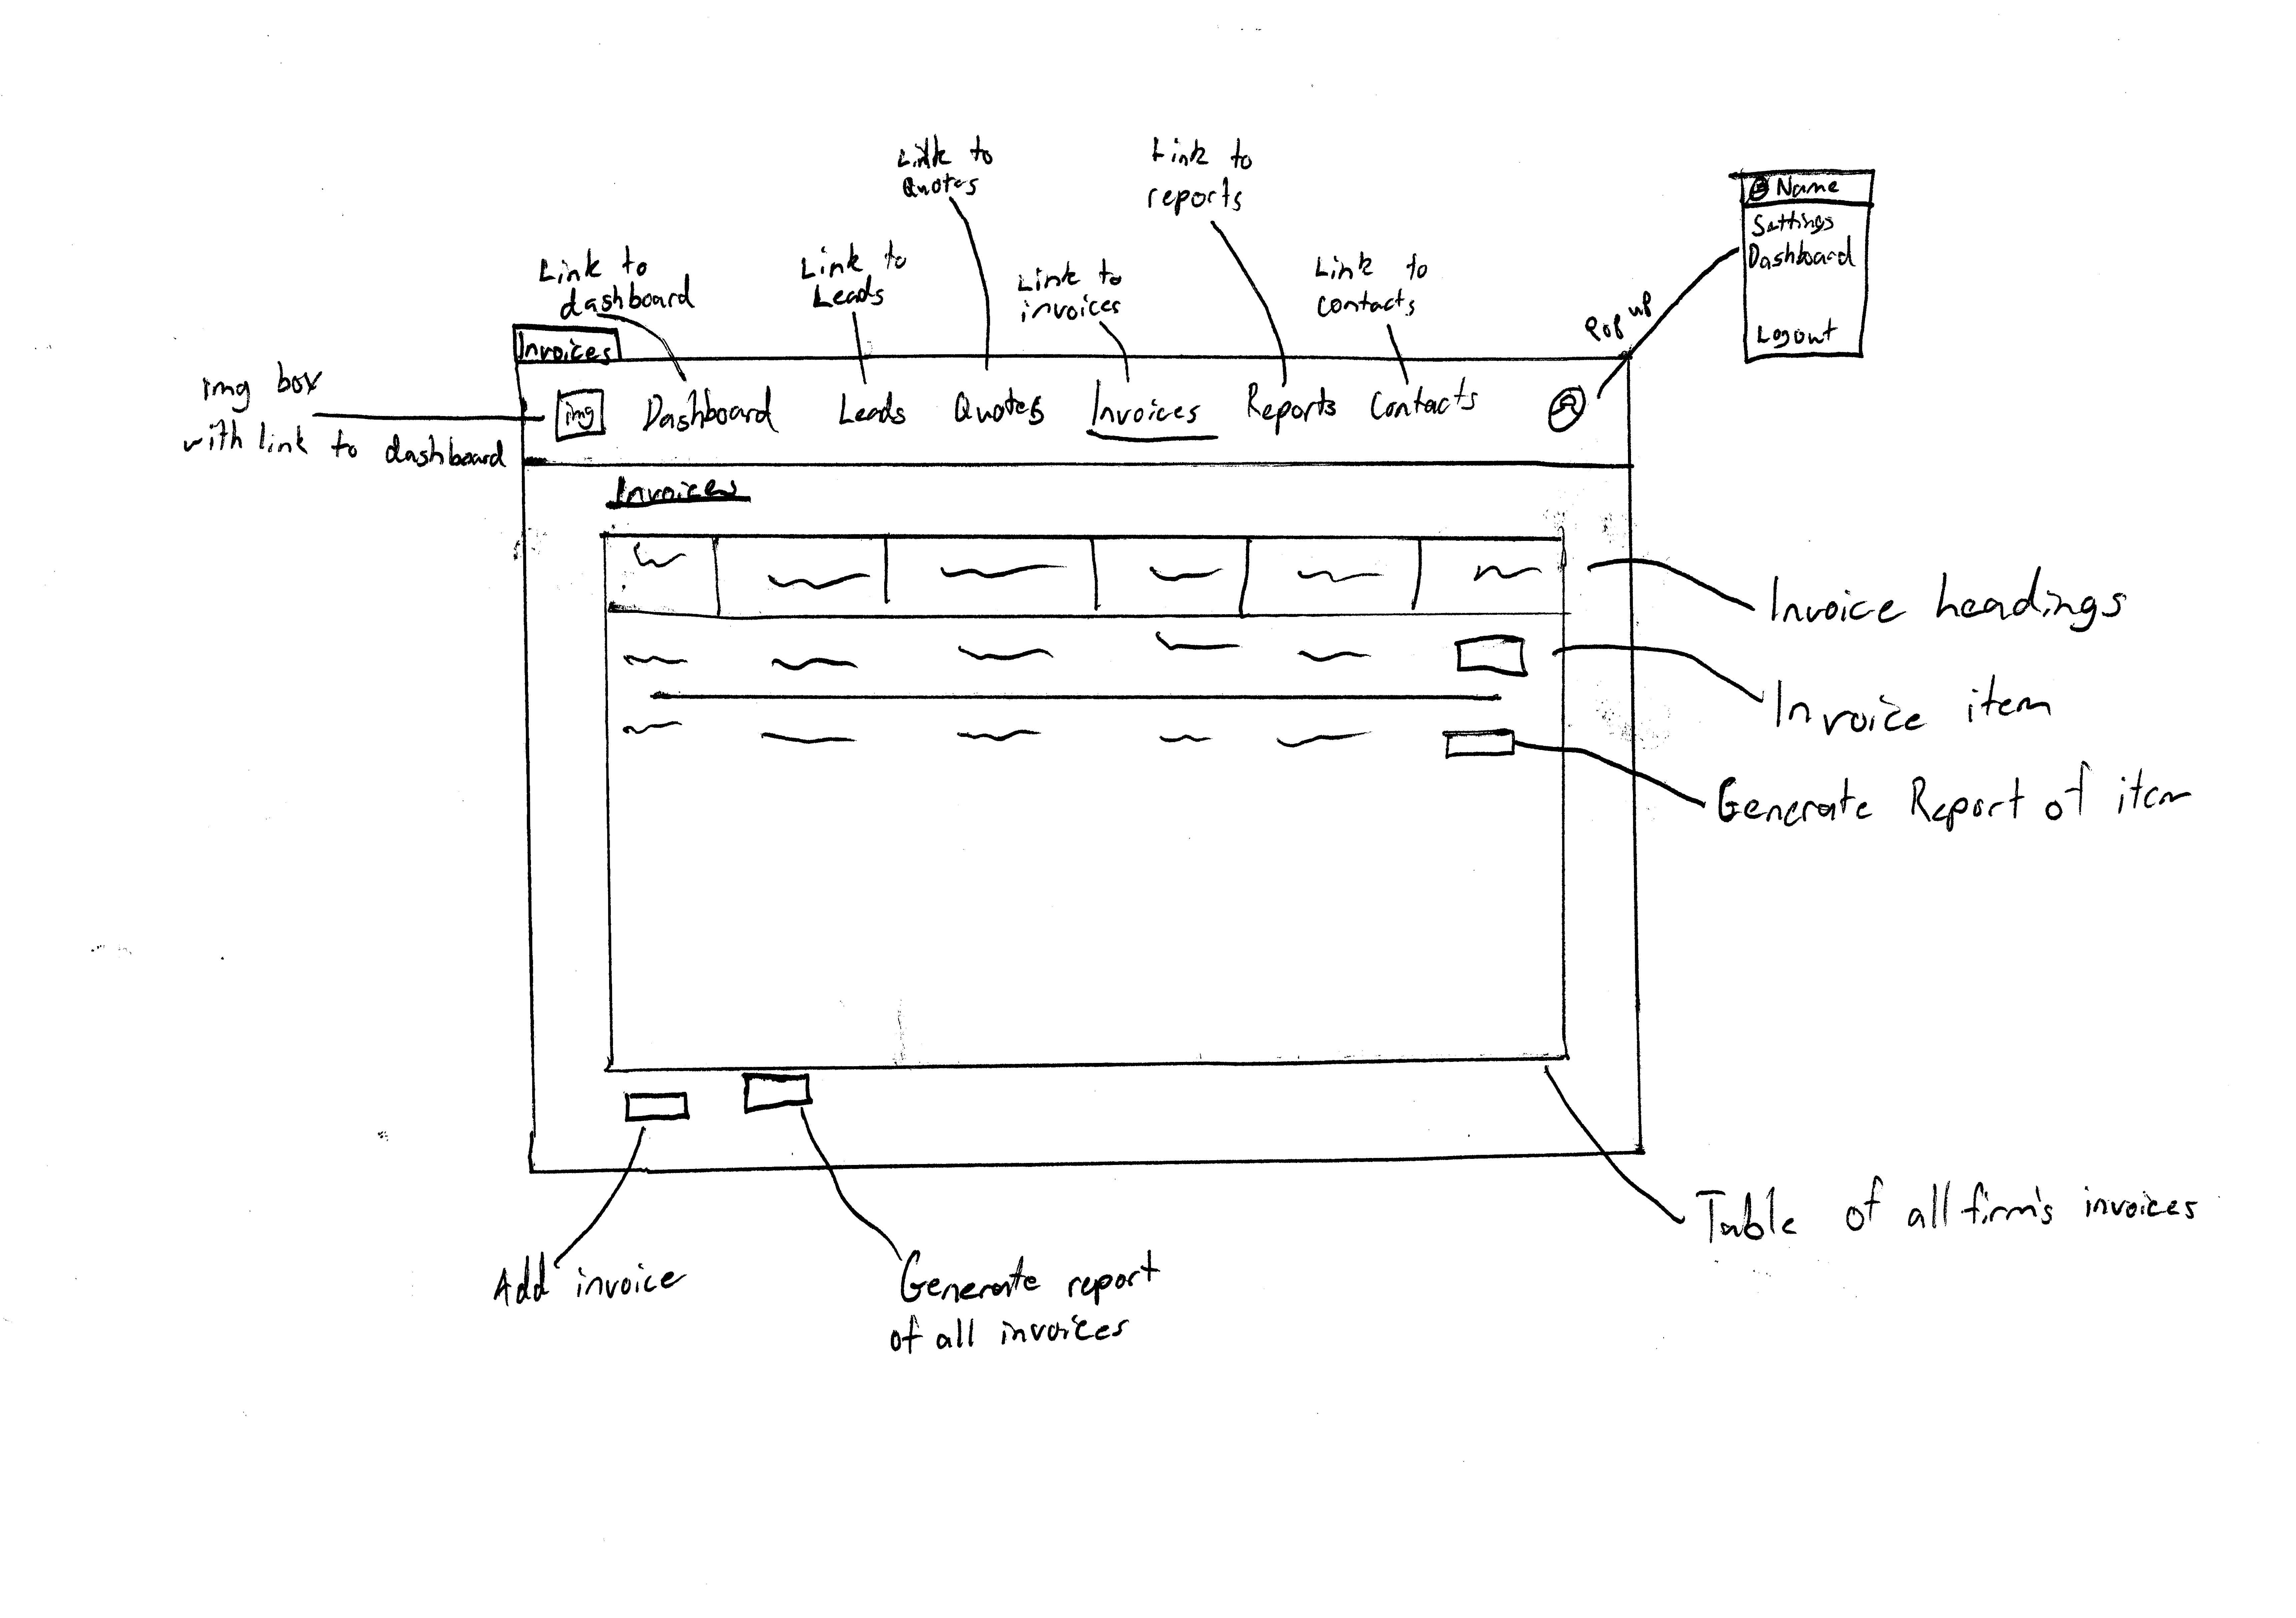 Link to
Quotes
Link to
reports
Name
Settings
Dashboard
Logout
Link to
dashboard
Link to
Leads
Link to
invoices
Link to
contacts
Pop up
Invoices
img box
with link to dashboard
img
Dashboard
Leads
Quotes
Invoices
Reports
Contacts
Invoices
Invoice headings
Invoice item
Generate Report of item
Table of all firm's invoices
Add invoice
Generate report
of all invoices